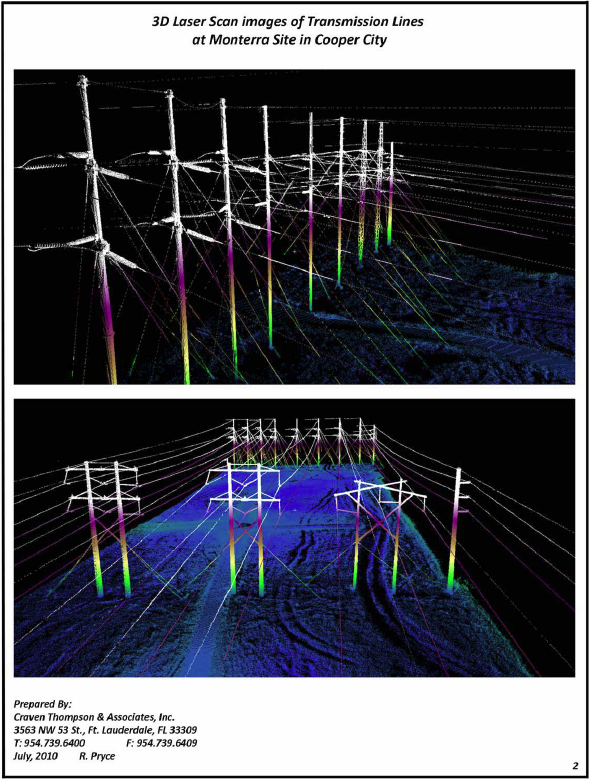 3D Laser Scan images of Transmission Lines
at Monterra Site in Cooper City
Prepared By:
Craven Thompson & Associates, Inc.
3563 NW 53 St., Ft. Lauderdale, FL 33309
T: 954.739.6400 F: 954.739.6409
July, 2010 R. Pryce
2